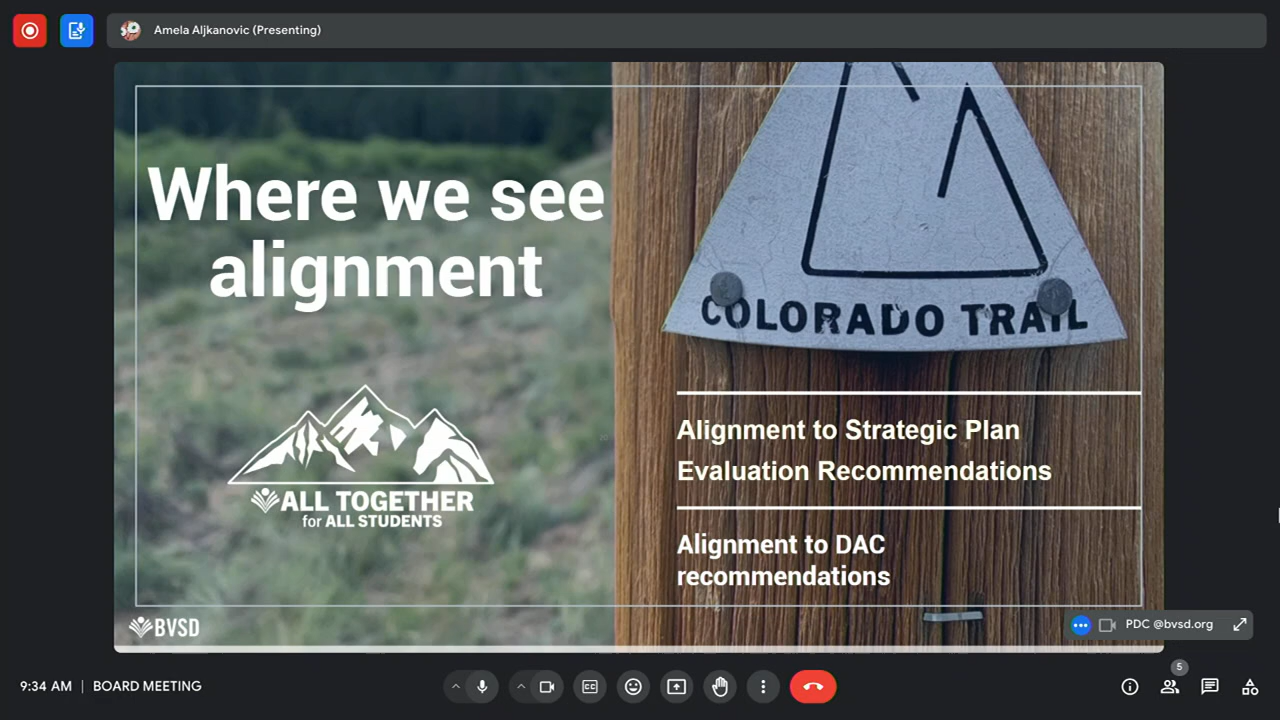 Amela Aljkanovic (Presenting)
Where we see
alignment
COLORADO TRAIL
Alignment to Strategic Plan
Evaluation Recommendations
ALL TOGETHER
for ALL STUDENTS
Alignment to DAC
recommendations
BVSD
PDC @bvsd.org
9:34 AM | BOARD MEETING
CC
5